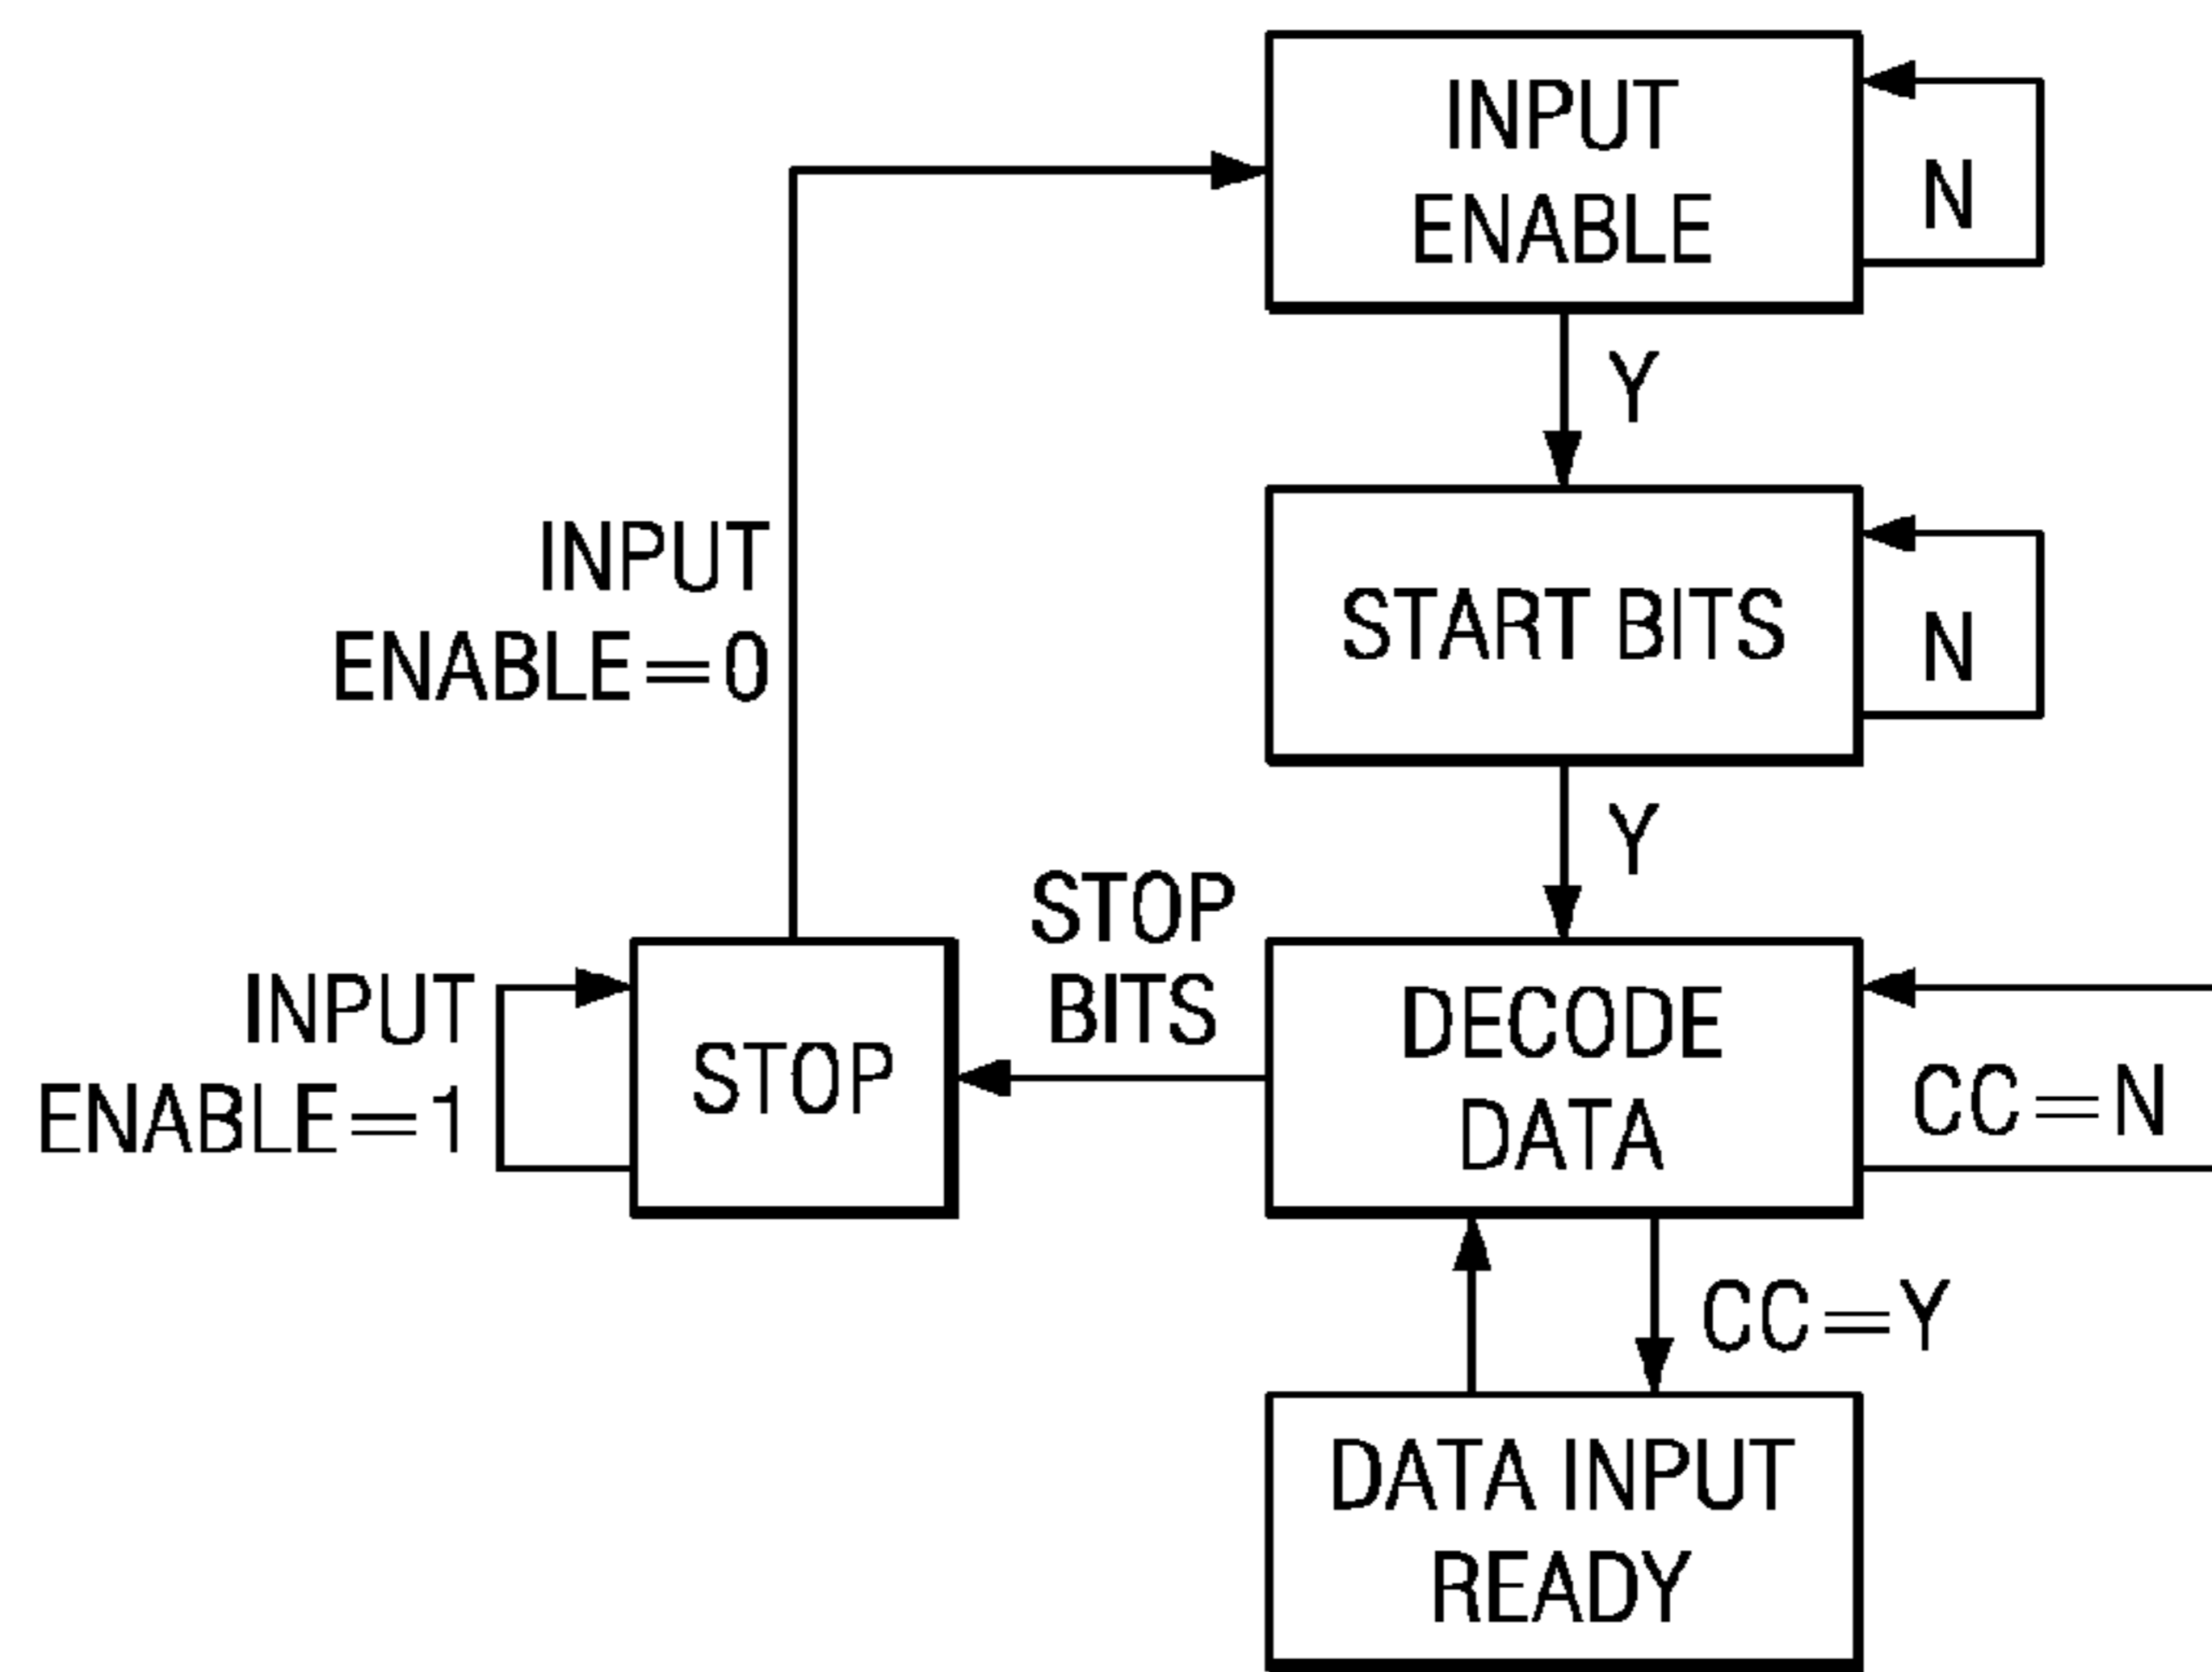 INPUT
ENABLE
N
Y
INPUT
ENABLE=0
START BITS
N
Y
STOP
BITS
INPUT
ENABLE=1
STOP
DECODE
DATA
CC=N
CC=Y
DATA INPUT
READY